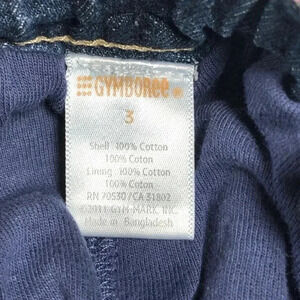 GYMBOREE
3
Shell: 100% Cotton
100% Coton
Lining: 100% Cotton
100% Coton
RN 70530/CA 31802
©2011 GYM-MARK, INC.
Made in Bangladesh